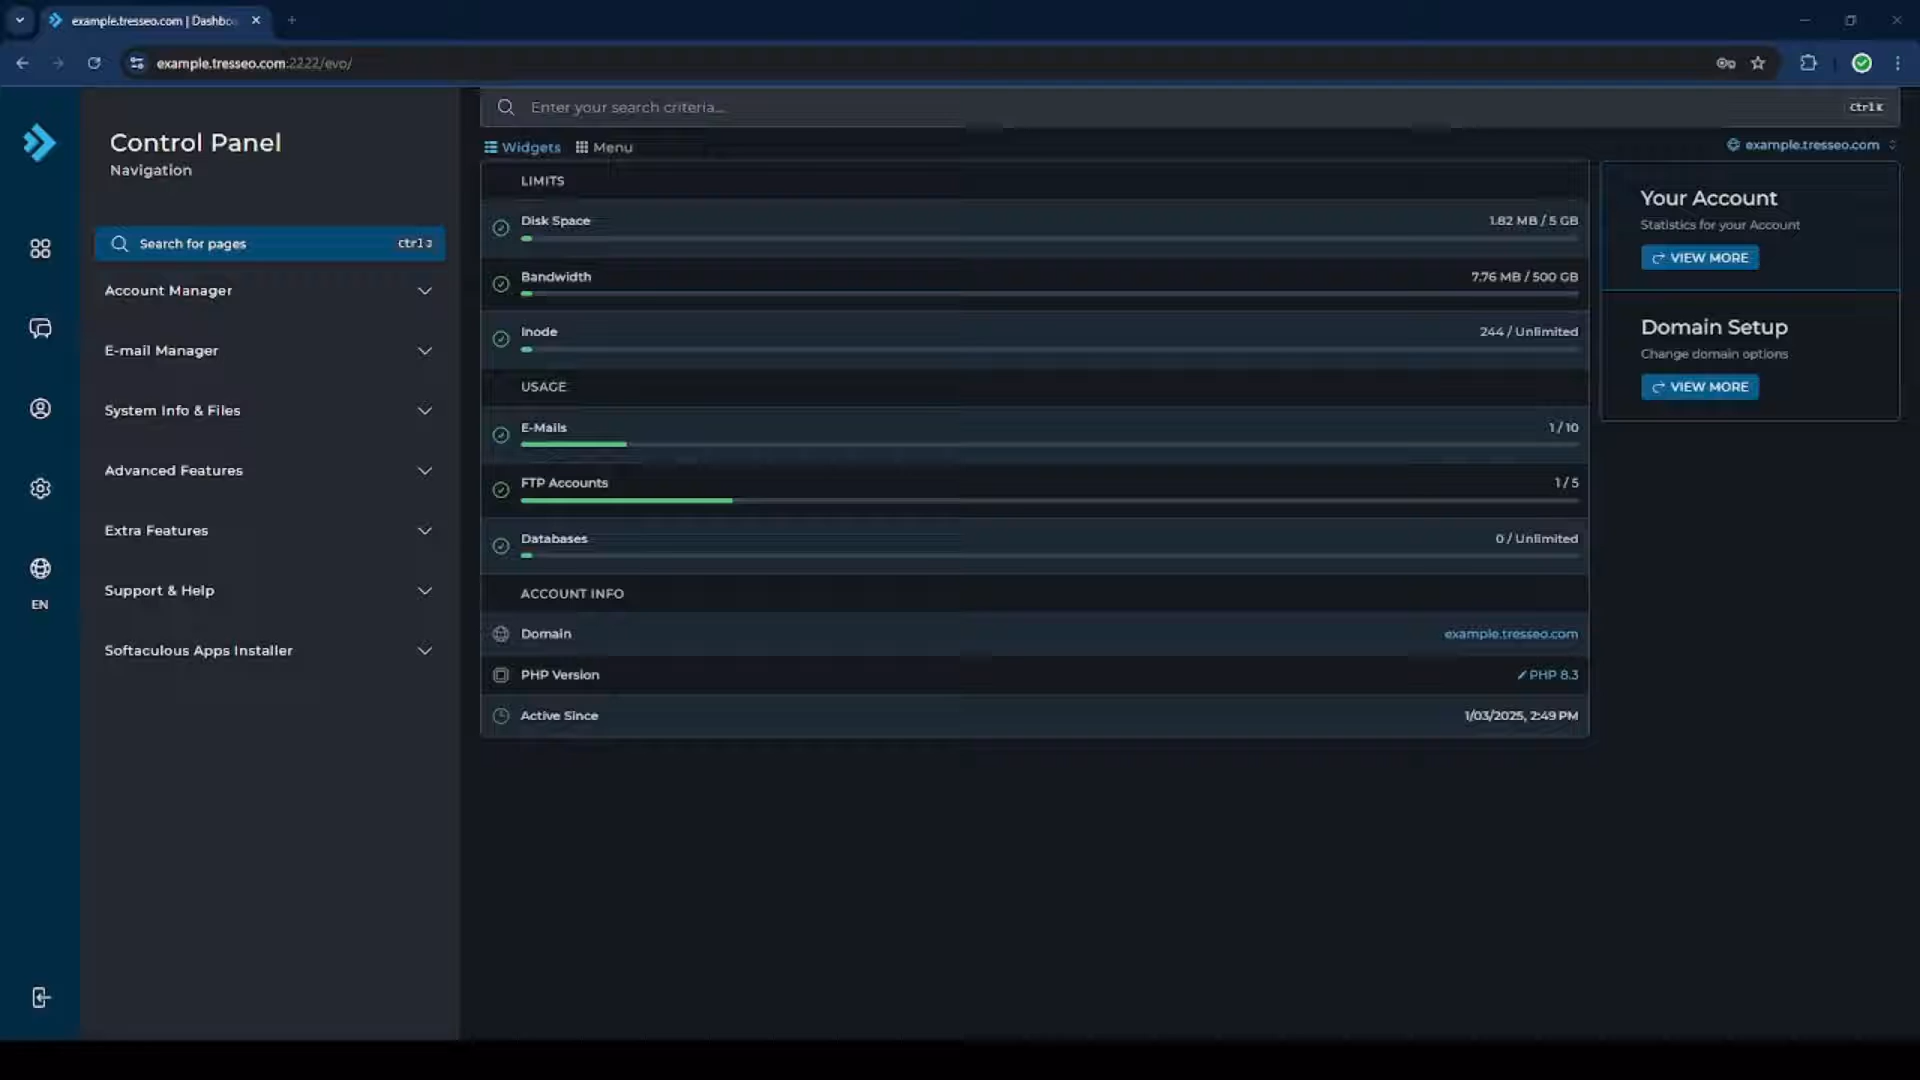 example.tresseo.com | Dashbo
example.tresseo.com:2222/evo/
Control Panel
Navigation
Search for pages
Ctrl J
Account Manager
E-mail Manager
System Info & Files
Advanced Features
Extra Features
Support & Help
Softaculous Apps Installer
EN
Enter your search criteria...
Ctrl K
Widgets
Menu
example.tresseo.com
LIMITS
Disk Space 1.82 MB / 5 GB
Bandwidth 7.76 MB / 500 GB
Inode 244 / Unlimited
USAGE
E-Mails 1 / 10
FTP Accounts 1 / 5
Databases 0 / Unlimited
ACCOUNT INFO
Domain example.tresseo.com
PHP Version PHP 8.3
Active Since 1/03/2025, 2:49 PM
Your Account
Statistics for your Account
VIEW MORE
Domain Setup
Change domain options
VIEW MORE